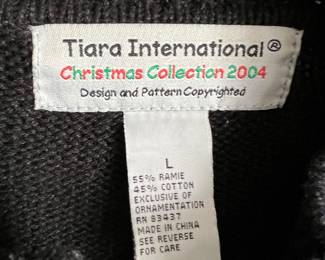 Tiara International®
Christmas Collection 2004
Design and Pattern Copyrighted
L
55% RAMIE
45% COTTON
EXCLUSIVE OF
ORNAMENTATION
RN 83437
MADE IN CHINA
SEE REVERSE
FOR CARE